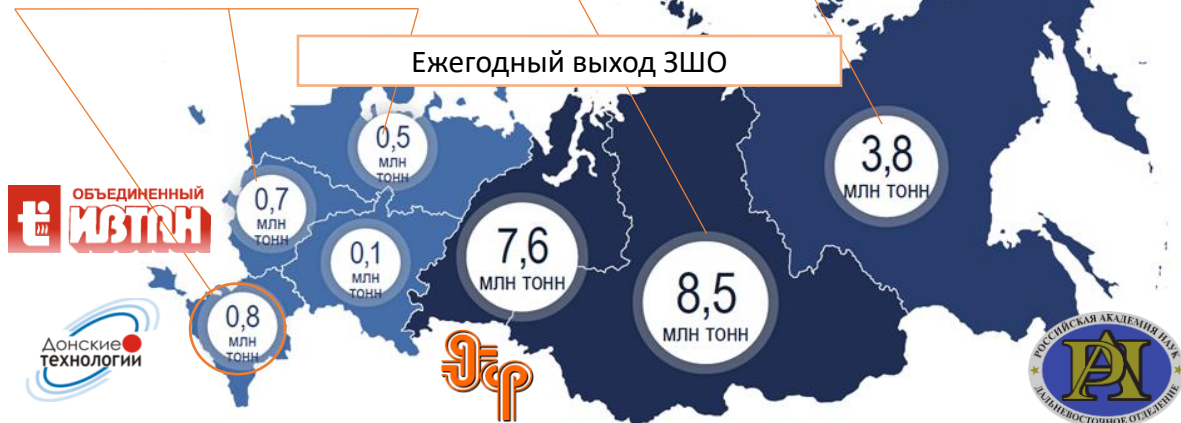 Ежегодный выход ЗШО
0,5
МЛН
ТОНН
3,8
МЛН ТОНН
ОБЪЕДИНЕННЫЙ
ИВТАН
0,7
МЛН
ТОНН
0,1
МЛН
ТОНН
7,6
МЛН ТОНН
8,5
МЛН ТОНН
0,8
МЛН
ТОНН
Донские
ТЕХНОЛОГИИ
РОССИЙСКАЯ АКАДЕМИЯ НАУК
ДАЛЬНЕВОСТОЧНОЕ ОТДЕЛЕНИЕ